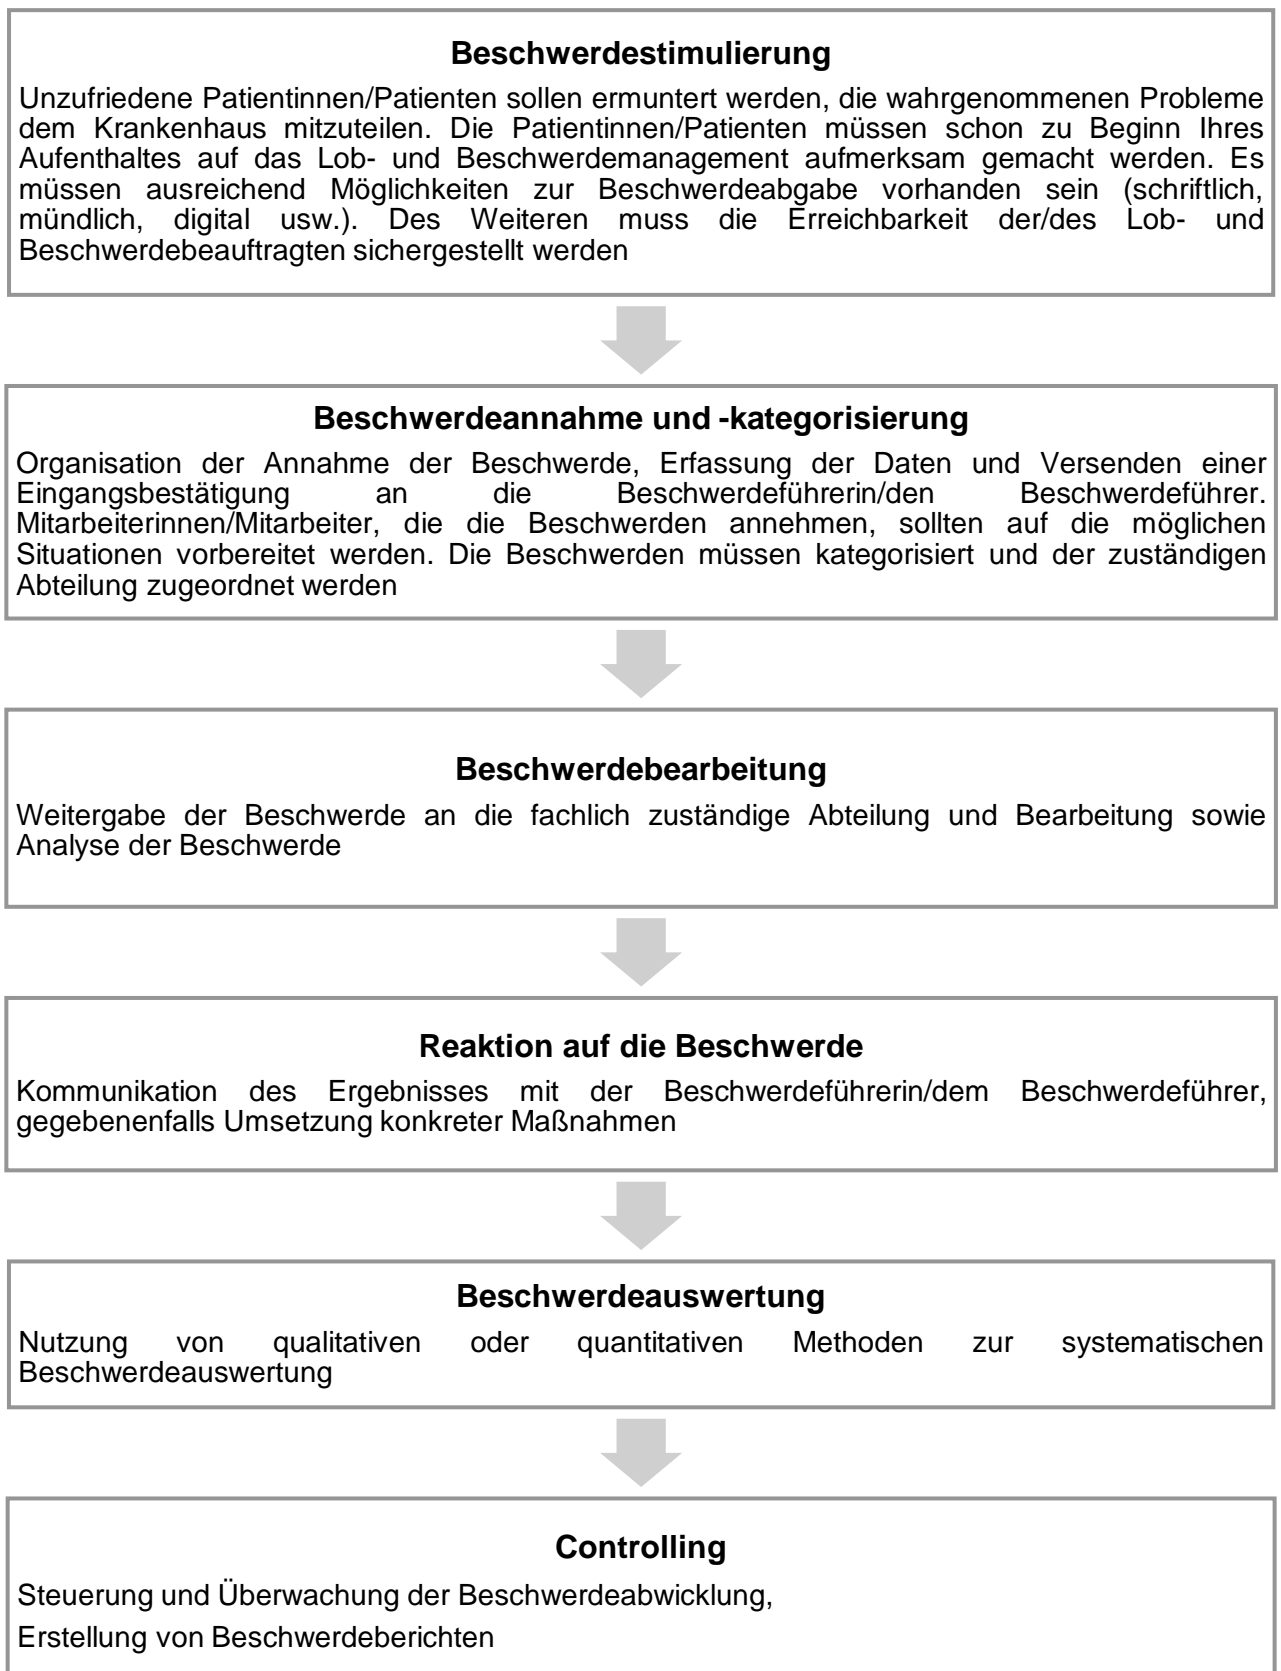 Beschwerdestimulierung
Unzufriedene Patientinnen/Patienten sollen ermuntert werden, die wahrgenommenen Probleme
dem Krankenhaus mitzuteilen. Die Patientinnen/Patienten müssen schon zu Beginn Ihres
Aufenthaltes auf das Lob- und Beschwerdemanagement aufmerksam gemacht werden. Es
müssen ausreichend Möglichkeiten zur Beschwerdeabgabe vorhanden sein (schriftlich,
mündlich, digital usw.). Des Weiteren muss die Erreichbarkeit der/des Lob- und
Beschwerdebeauftragten sichergestellt werden
Beschwerdeannahme und -kategorisierung
Organisation der Annahme der Beschwerde, Erfassung der Daten und Versenden einer
Eingangsbestätigung an die Beschwerdeführerin/den Beschwerdeführer.
Mitarbeiterinnen/Mitarbeiter, die die Beschwerden annehmen, sollten auf die möglichen
Situationen vorbereitet werden. Die Beschwerden müssen kategorisiert und der zuständigen
Abteilung zugeordnet werden
Beschwerdebearbeitung
Weitergabe der Beschwerde an die fachlich zuständige Abteilung und Bearbeitung sowie
Analyse der Beschwerde
Reaktion auf die Beschwerde
Kommunikation des Ergebnisses mit der Beschwerdeführerin/dem Beschwerdeführer,
gegebenenfalls Umsetzung konkreter Maßnahmen
Beschwerdeauswertung
Nutzung von qualitativen oder quantitativen Methoden zur systematischen
Beschwerdeauswertung
Controlling
Steuerung und Überwachung der Beschwerdeabwicklung,
Erstellung von Beschwerdeberichten